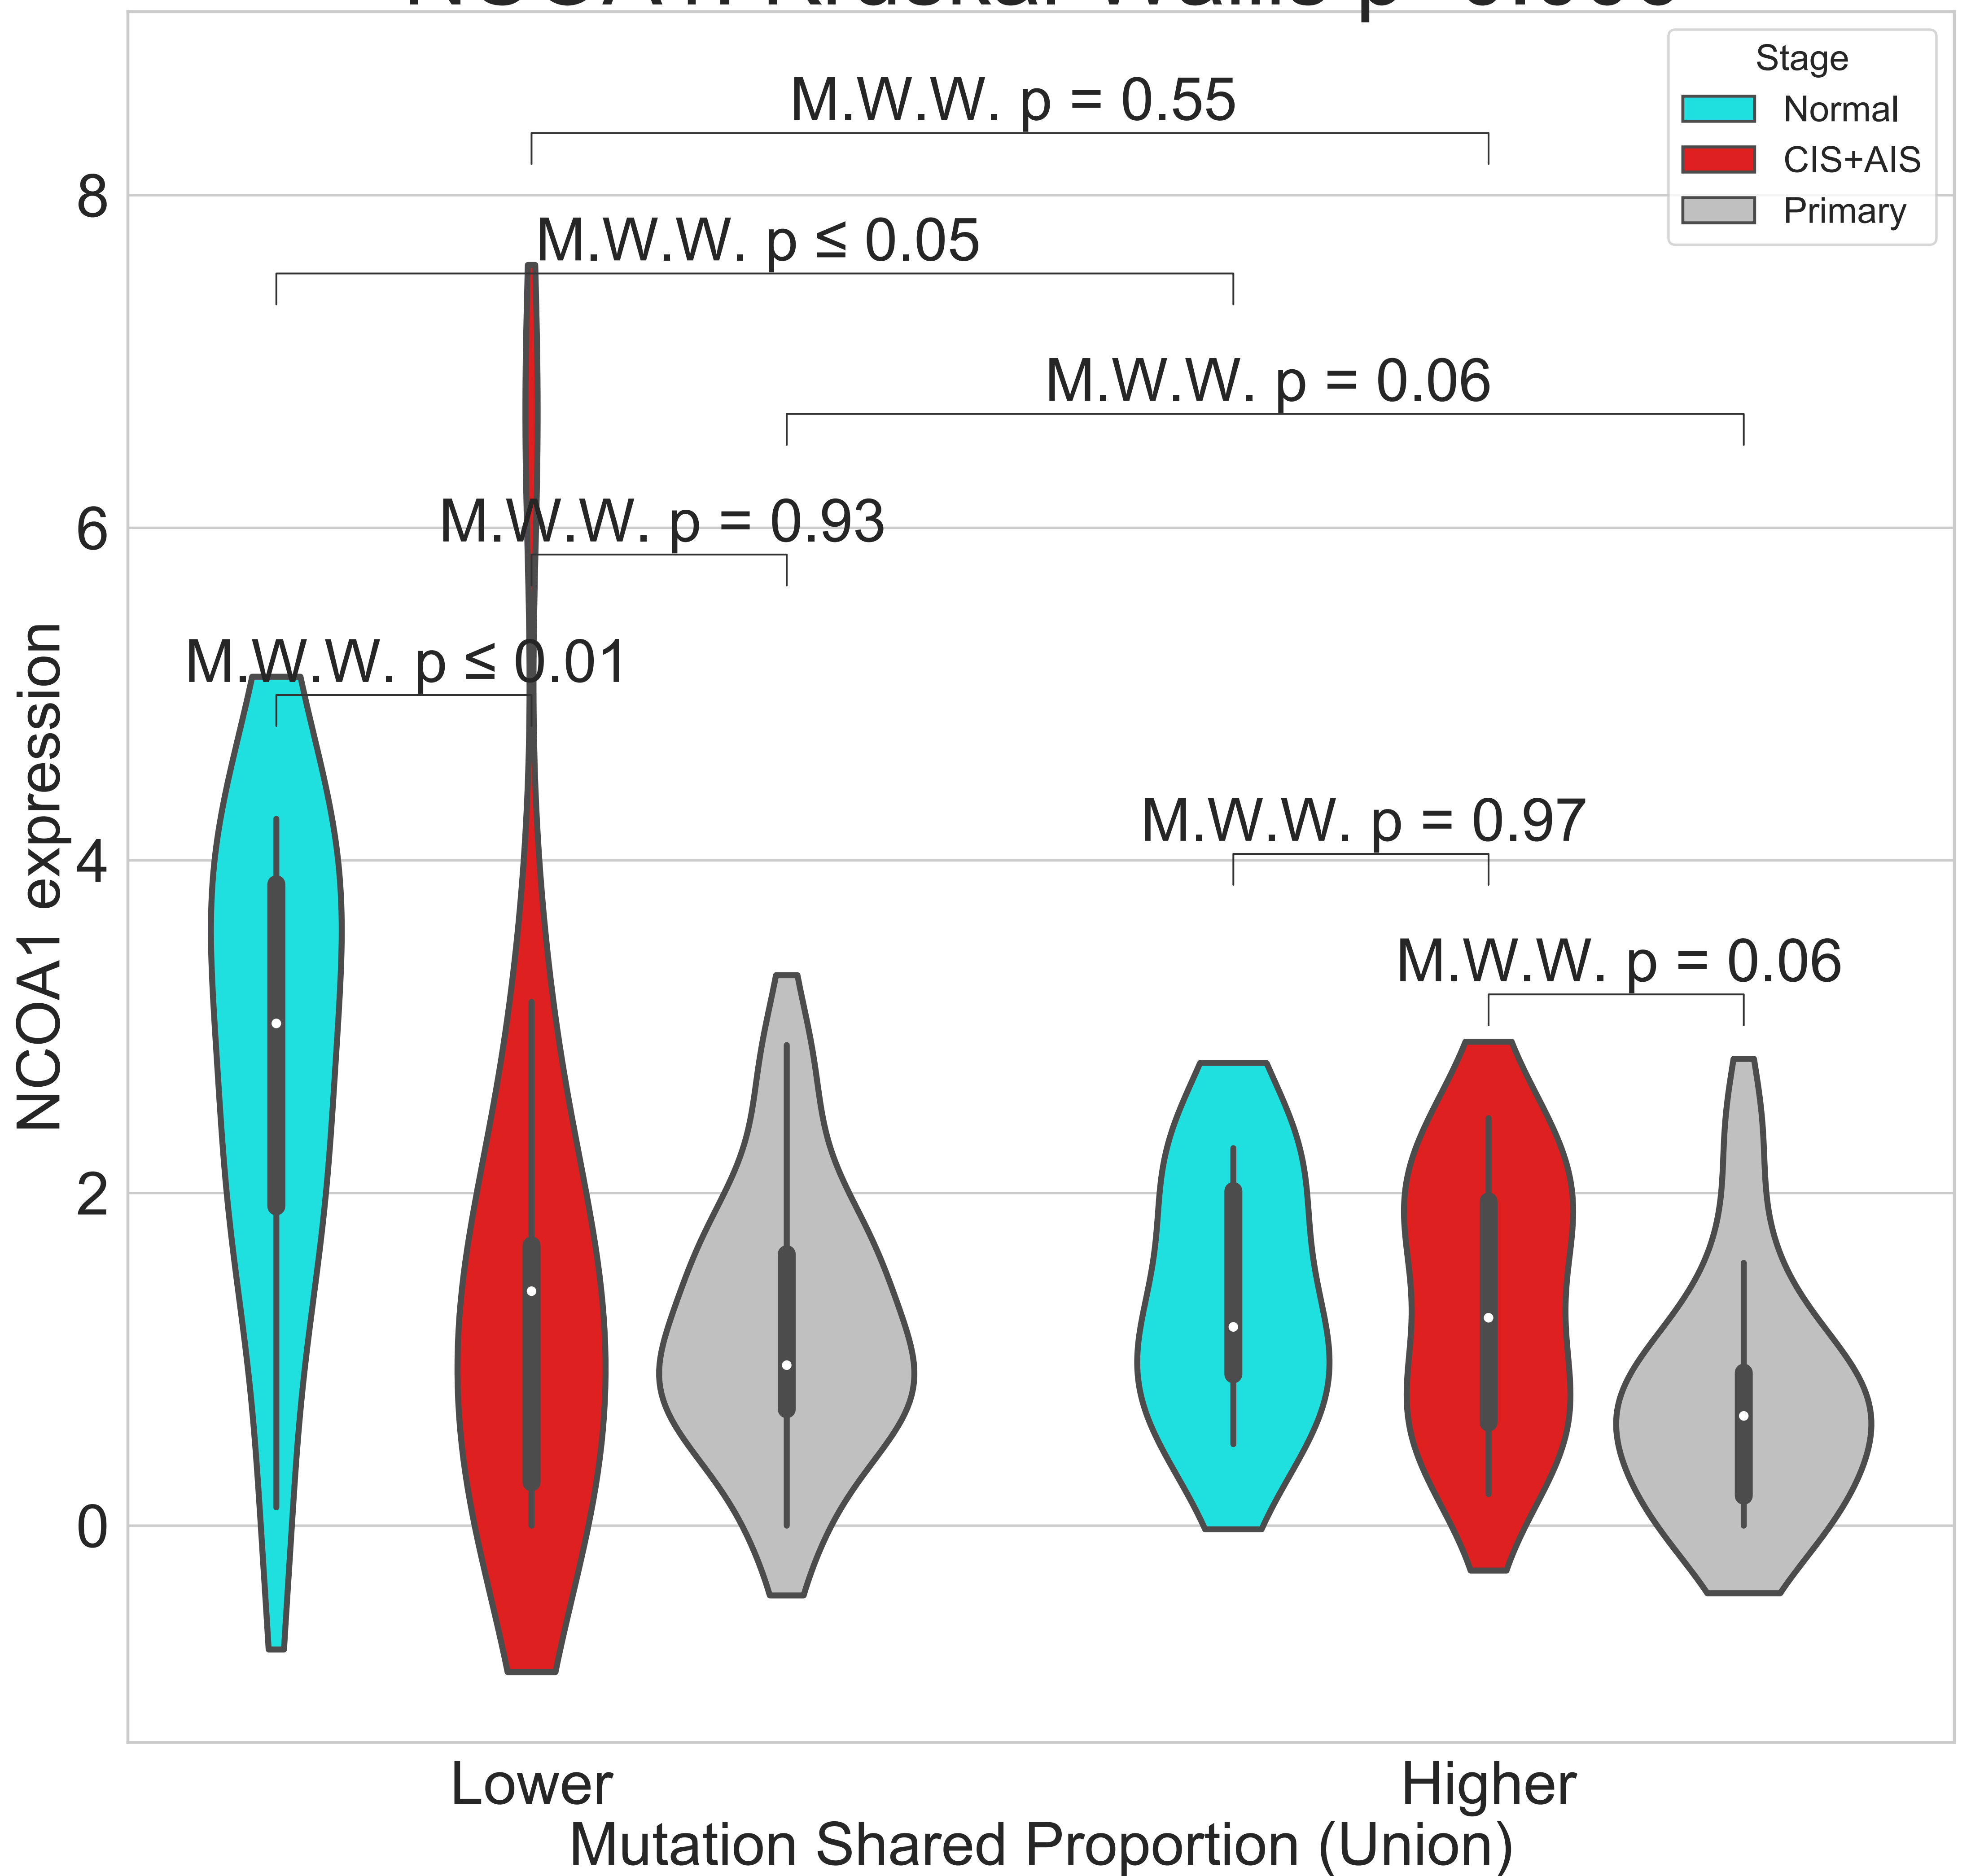 Stage
Normal
CIS+AIS
Primary
M.W.W. p = 0.55
M.W.W. p ≤ 0.05
M.W.W. p = 0.06
M.W.W. p = 0.93
M.W.W. p ≤ 0.01
M.W.W. p = 0.97
M.W.W. p = 0.06
8
6
4
2
0
NCOA1 expression
Lower
Higher
Mutation Shared Proportion (Union)